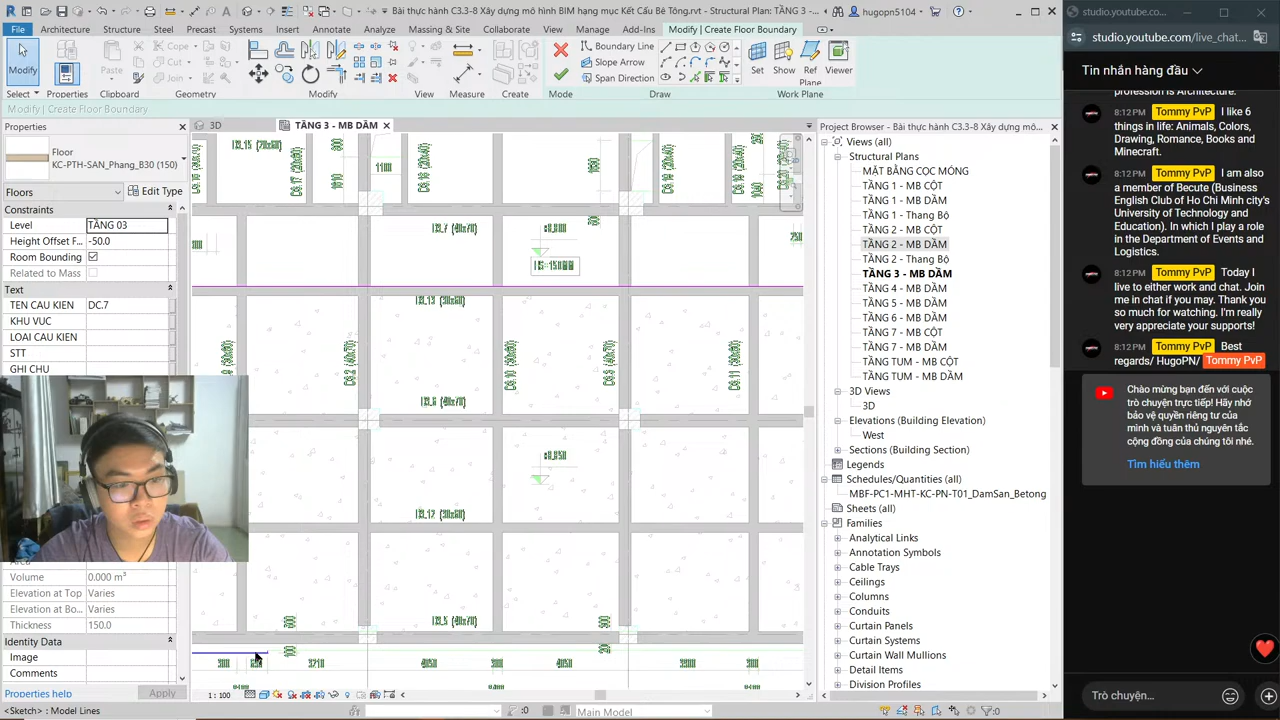 Bài thực hành C3.3-8 Xây dựng mô hình BIM hạng mục Kết Cấu Bê Tông.rvt - Structural Plan: TẦNG 3 -...
hugopn5104
studio.youtube.co...
File Architecture Structure Steel Precast Systems Insert Annotate Analyze Massing & Site Collaborate View Manage Add-Ins Modify | Create Floor Boundary
studio.youtube.com/live_chat...
Modify Properties Paste Cope Cut Join
Boundary Line
Slope Arrow
Span Direction
Set Show Ref Plane Viewer
Select Properties Clipboard Geometry Modify View Measure Create Mode Draw Work Plane
Modify | Create Floor Boundary
Properties
3D
TẦNG 3 - MB DẦM
Project Browser - Bài thực hành C3.3-8 Xây dựng mô...
Floor
KC-PTH-SAN_Phang_B30 (150)
Floors
Edit Type
Constraints
Level TẦNG 03
Height Offset F... -50.0
Room Bounding
Related to Mass
Text
TEN CAU KIEN DC.7
KHU VUC
LOAI CAU KIEN
STT
GHI CHU
Volume 0.000 m³
Elevation at Top Varies
Elevation at Bo... Varies
Thickness 150.0
Identity Data
Image
Comments
Properties help
Apply
1 : 100
<Sketch> : Model Lines
:0
Main Model
:0
Views (all)
Structural Plans
MẶT BẰNG CỌC MÓNG
TẦNG 1 - MB CỘT
TẦNG 1 - MB DẦM
TẦNG 1 - Thang Bộ
TẦNG 2 - MB CỘT
TẦNG 2 - MB DẦM
TẦNG 2 - Thang Bộ
TẦNG 3 - MB DẦM
TẦNG 4 - MB DẦM
TẦNG 5 - MB DẦM
TẦNG 6 - MB DẦM
TẦNG 7 - MB CỘT
TẦNG 7 - MB DẦM
TẦNG TUM - MB CỘT
TẦNG TUM - MB DẦM
3D Views
3D
Elevations (Building Elevation)
West
Sections (Building Section)
Legends
Schedules/Quantities (all)
MBF-PC1-MHT-KC-PN-T01_DamSan_Betong
Sheets (all)
Families
Analytical Links
Annotation Symbols
Cable Trays
Ceilings
Columns
Conduits
Curtain Panels
Curtain Systems
Curtain Wall Mullions
Detail Items
Division Profiles
Tin nhắn hàng đầu
profession is Architecture.
8:12 PM Tommy PvP I like 6
things in life: Animals, Colors,
Drawing, Romance, Books and
Minecraft.
8:12 PM Tommy PvP I am also
a member of Becute (Business
English Club of Ho Chi Minh city's
University of Technology and
Education). In which I play a role
in the Department of Events and
Logistics.
8:12 PM Tommy PvP Today I
live to either work and chat. Join
me in chat if you may. Thank you
so much for watching. I'm really
very appreciate your supports!
8:12 PM Tommy PvP Best
regards/ HugoPN/ Tommy PvP
Chào mừng bạn đến với cuộc
trò chuyện trực tiếp! Hãy nhớ
bảo vệ quyền riêng tư của
mình và tuân thủ nguyên tắc
cộng đồng của chúng tôi nhé.
Tìm hiểu thêm
Trò chuyện...